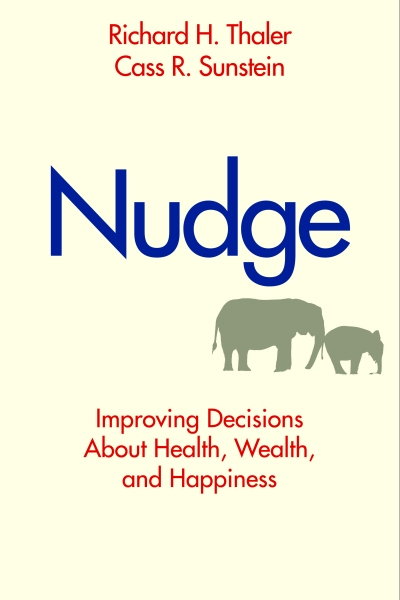 Richard H. Thaler
Cass R. Sunstein
Nudge
Improving Decisions
About Health, Wealth,
and Happiness